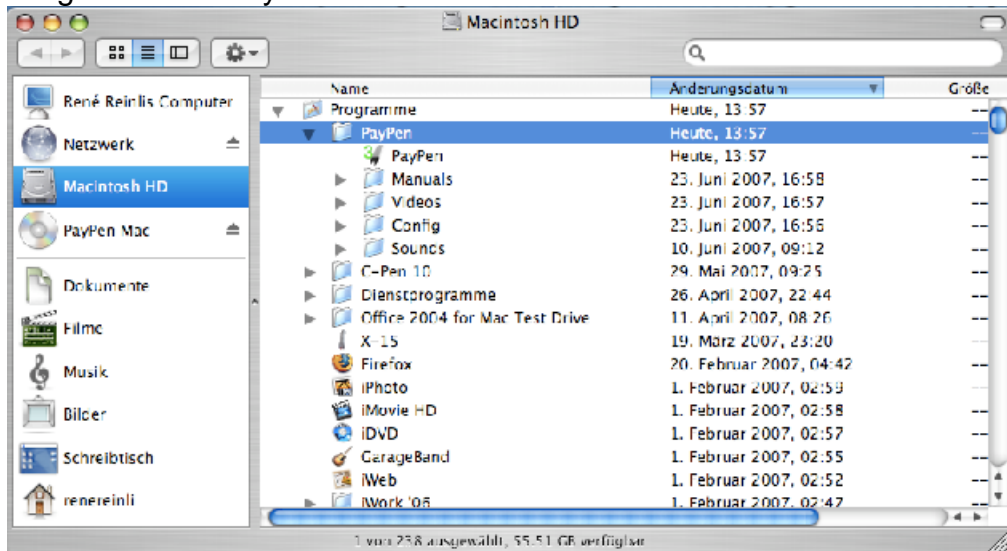 Macintosh HD
Name Änderungsdatum Größe
René Reinlis Computer
Netzwerk
Macintosh HD
PayPen Mac
Dokumente
Filme
Musik
Bilder
Schreibtisch
renereinli
Programme Heute, 13:57 --
PayPen Heute, 13:57 --
PayPen Heute, 13:57 --
Manuals 23. Juni 2007, 16:58 --
Videos 23. Juni 2007, 16:57 --
Config 23. Juni 2007, 16:56 --
Sounds 10. Juni 2007, 09:12 --
C-Pen 10 29. Mai 2007, 09:25 --
Dienstprogramme 26. April 2007, 22:44 --
Office 2004 for Mac Test Drive 11. April 2007, 08:26 --
X-15 19. März 2007, 23:20 --
Firefox 20. Februar 2007, 04:42 --
iPhoto 1. Februar 2007, 02:59 --
iMovie HD 1. Februar 2007, 02:58 --
iDVD 1. Februar 2007, 02:57 --
GarageBand 1. Februar 2007, 02:55 --
iWeb 1. Februar 2007, 02:52 --
iWork '06 1. Februar 2007, 02:47 --
1 von 238 ausgewählt, 55.51 GB verfügbar